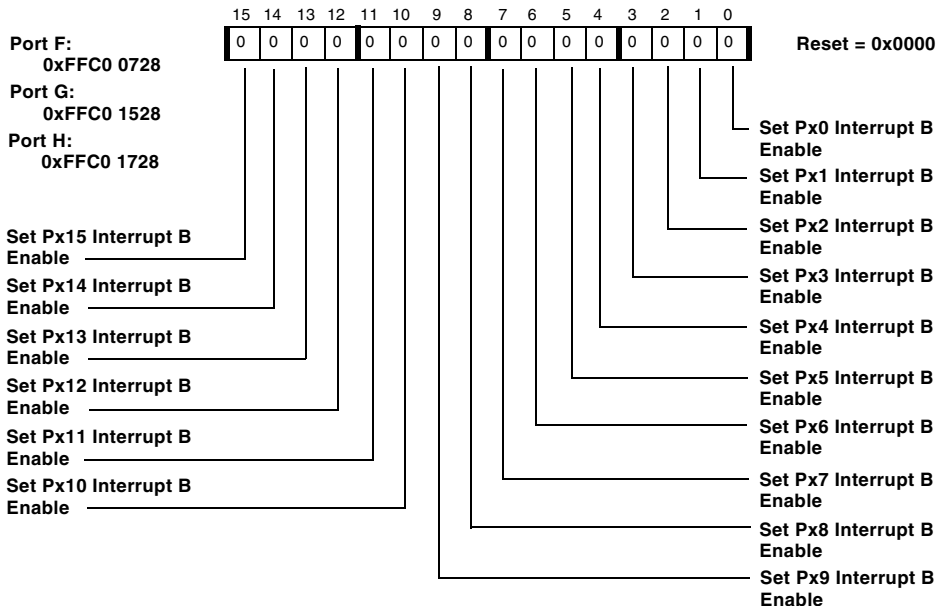 15 14 13 12 11 10 9 8 7 6 5 4 3 2 1 0
0 0 0 0 0 0 0 0 0 0 0 0 0 0 0 0
Reset = 0x0000
Port F:
0xFFC0 0728
Port G:
0xFFC0 1528
Port H:
0xFFC0 1728
Set Px15 Interrupt B
Enable
Set Px14 Interrupt B
Enable
Set Px13 Interrupt B
Enable
Set Px12 Interrupt B
Enable
Set Px11 Interrupt B
Enable
Set Px10 Interrupt B
Enable
Set Px0 Interrupt B
Enable
Set Px1 Interrupt B
Enable
Set Px2 Interrupt B
Enable
Set Px3 Interrupt B
Enable
Set Px4 Interrupt B
Enable
Set Px5 Interrupt B
Enable
Set Px6 Interrupt B
Enable
Set Px7 Interrupt B
Enable
Set Px8 Interrupt B
Enable
Set Px9 Interrupt B
Enable